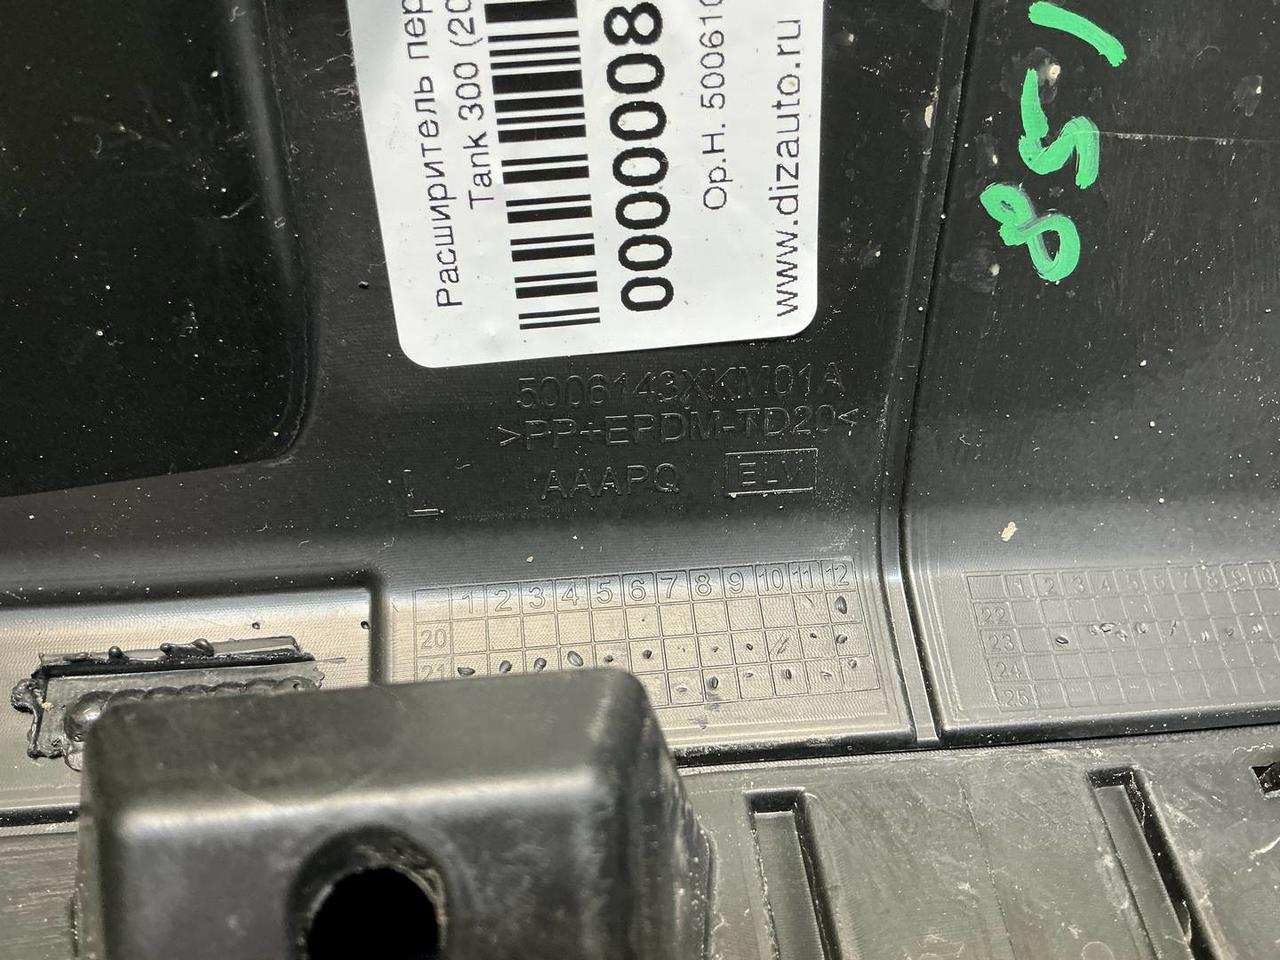 Расширитель пер
Tank 300 (20
0000008
Ор.Н. 500610
www.dizauto.ru
158
5006143XKM01A
>PP+EPDM-TD20<
AAAPQ ELV
L
1 2 3 4 5 6 7 8 9 10 11 12
20
21
1 2 3 4 5 6 7 8 9 10
22
23
24
25